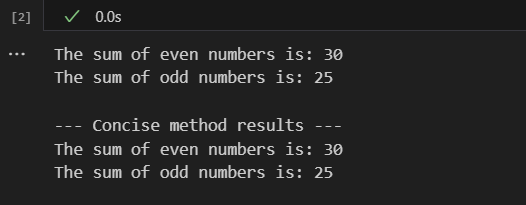 [2] 0.0s
The sum of even numbers is: 30
The sum of odd numbers is: 25
--- Concise method results ---
The sum of even numbers is: 30
The sum of odd numbers is: 25